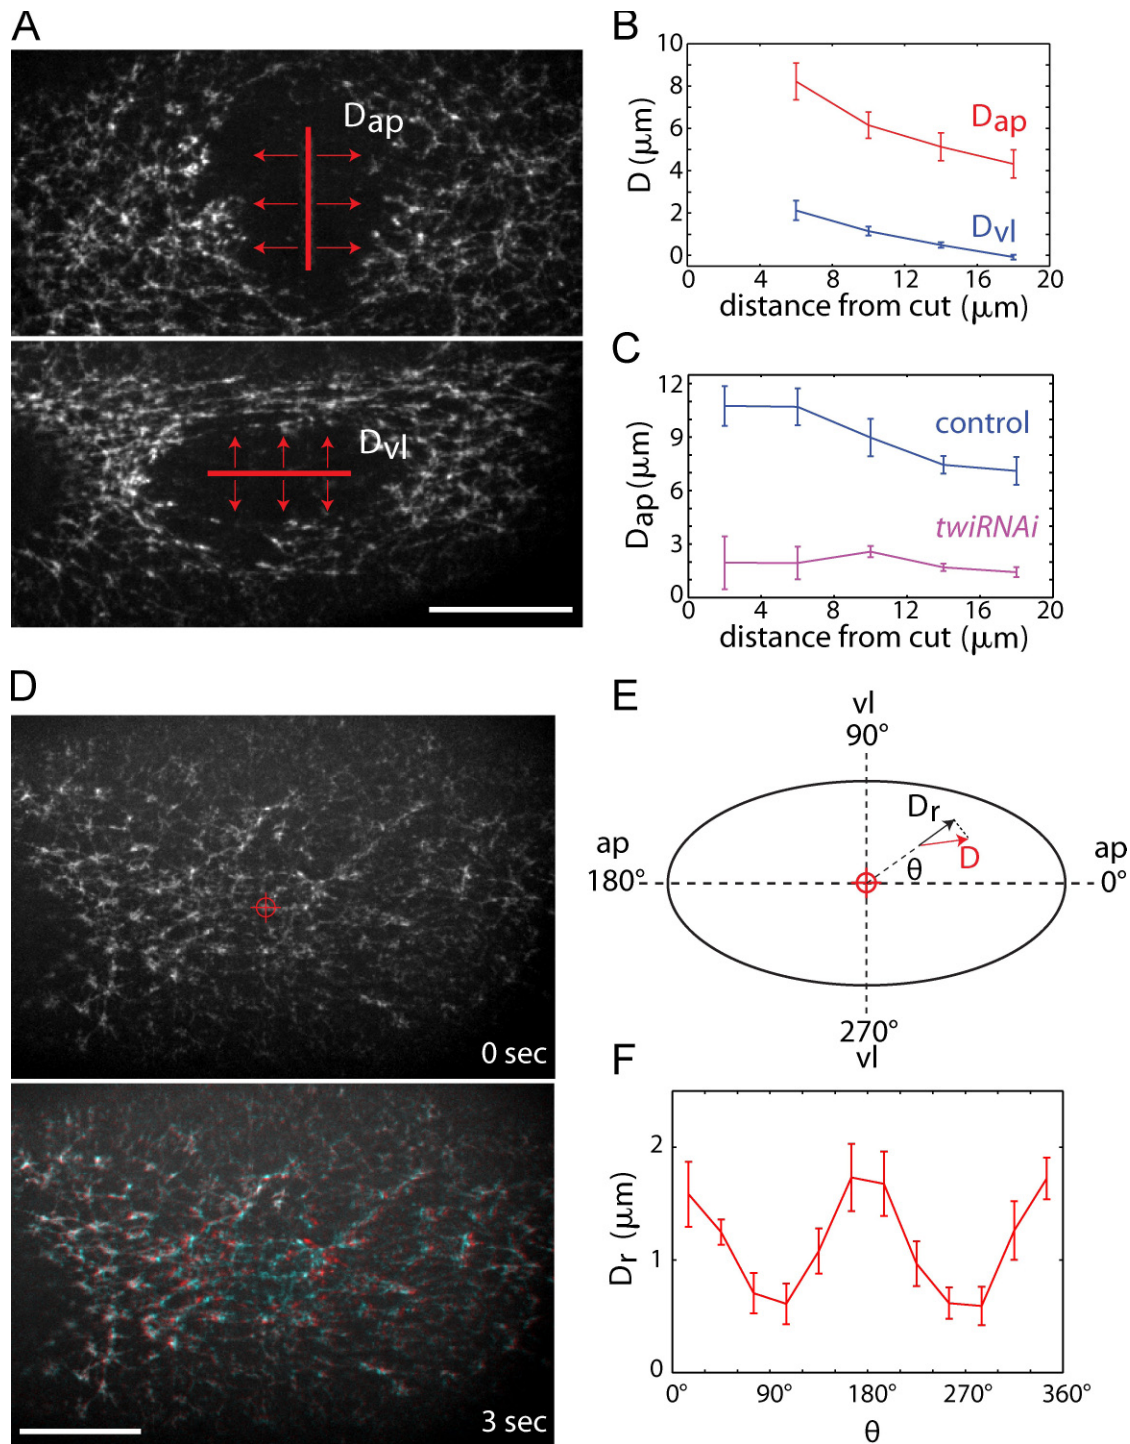 A
Dap
Dvl
B
10
8
6
4
2
0
D (μm)
Dap
Dvl
0 4 8 12 16 20
distance from cut (μm)
C
12
9
6
3
0
Dap (μm)
control
twiRNAi
0 4 8 12 16 20
distance from cut (μm)
D
0 sec
3 sec
E
vl
90°
Dr
D
θ
ap
180°
ap
0°
270°
vl
F
2
1
0
Dr (μm)
0° 90° 180° 270° 360°
θ